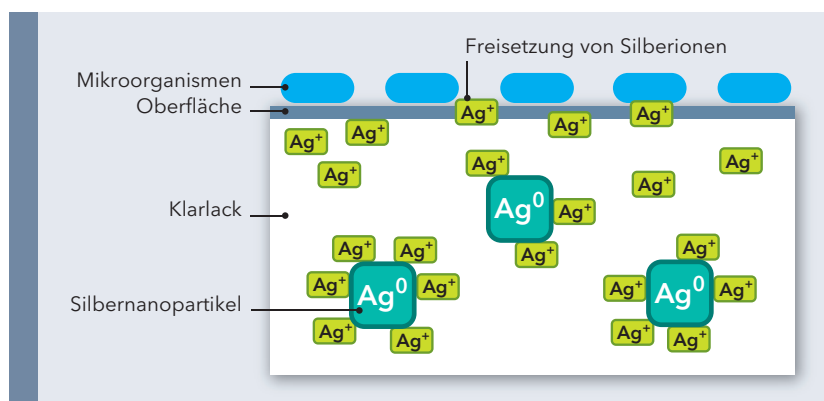 Freisetzung von Silberionen
Mikroorganismen
Oberfläche
Ag⁺
Ag⁺
Ag⁺
Ag⁺
Ag⁺
Ag⁺
Ag⁺
Ag⁺
Ag⁺
Klarlack
Ag⁰
Ag⁺
Ag⁺
Ag⁺
Ag⁺
Ag⁺
Ag⁺
Ag⁺
Ag⁺
Ag⁺
Silbernanopartikel
Ag⁰
Ag⁰
Ag⁺
Ag⁺
Ag⁺
Ag⁺